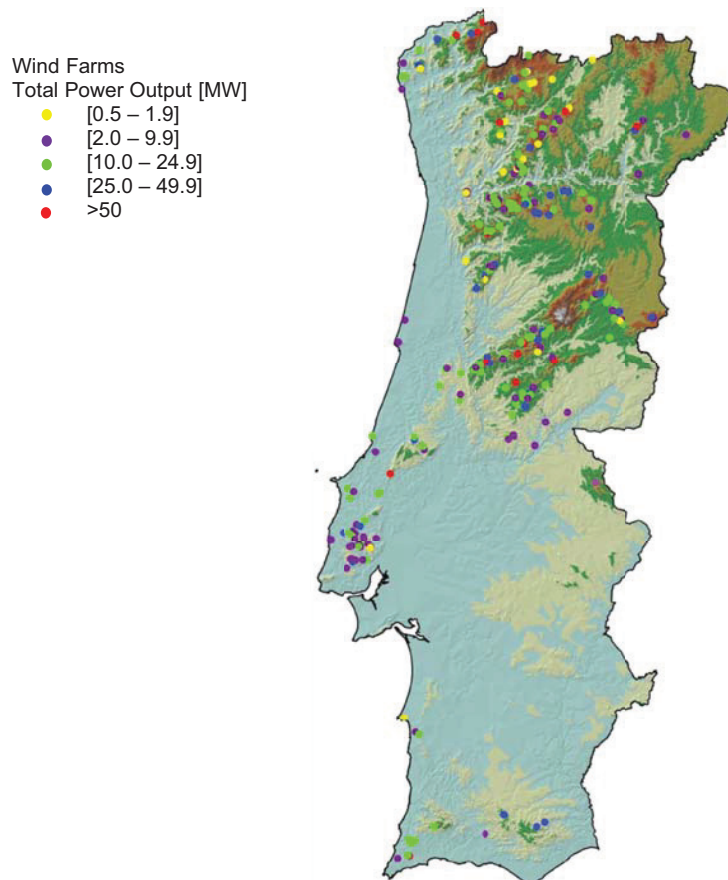 Wind Farms
Total Power Output [MW]
[0.5 – 1.9]
[2.0 – 9.9]
[10.0 – 24.9]
[25.0 – 49.9]
>50